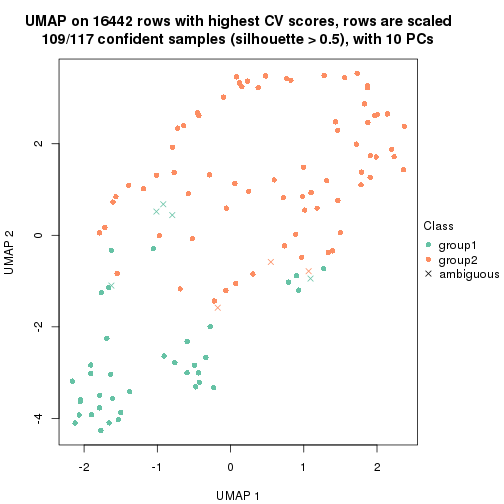 UMAP on 16442 rows with highest CV scores, rows are scaled
109/117 confident samples (silhouette > 0.5), with 10 PCs
2
0
-2
-4
UMAP 2
-2
-1
0
1
2
UMAP 1
Class
group1
group2
ambiguous